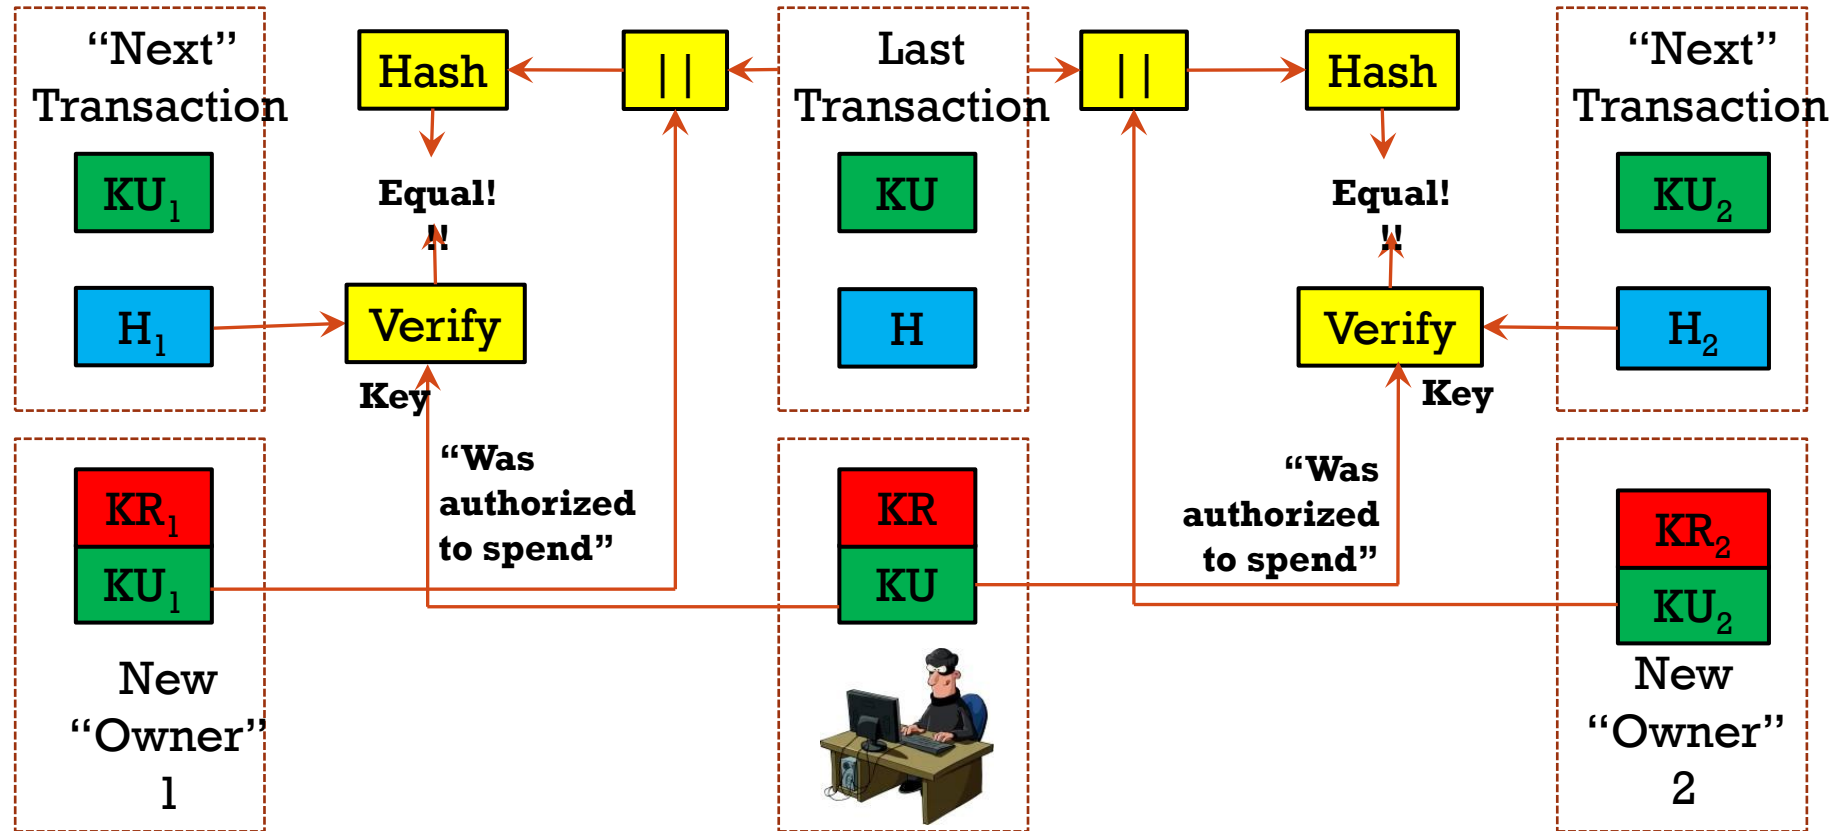 “Next”
Transaction
KU1
H1
Hash
||
Equal!
!!
Verify
Key
“Was
authorized
to spend”
KR1
KU1
New
“Owner”
1
Last
Transaction
KU
H
KR
KU
||
Hash
Equal!
!!
Verify
Key
“Was
authorized
to spend”
“Next”
Transaction
KU2
H2
KR2
KU2
New
“Owner”
2